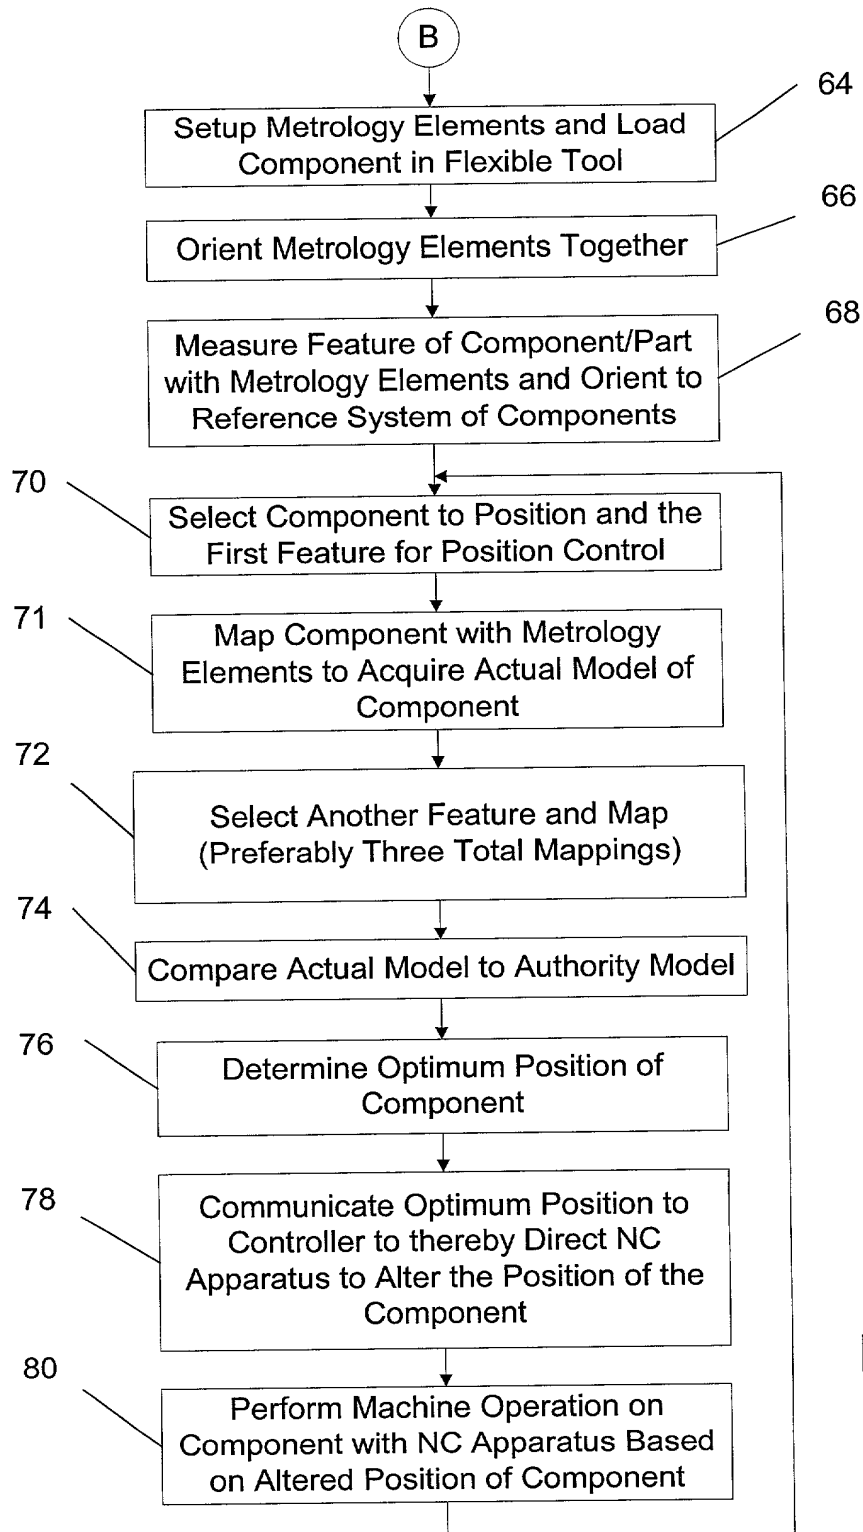 B
64
Setup Metrology Elements and Load
Component in Flexible Tool
66
Orient Metrology Elements Together
68
Measure Feature of Component/Part
with Metrology Elements and Orient to
Reference System of Components
70
Select Component to Position and the
First Feature for Position Control
71
Map Component with Metrology
Elements to Acquire Actual Model of
Component
72
Select Another Feature and Map
(Preferably Three Total Mappings)
74
Compare Actual Model to Authority Model
76
Determine Optimum Position of
Component
78
Communicate Optimum Position to
Controller to thereby Direct NC
Apparatus to Alter the Position of the
Component
80
Perform Machine Operation on
Component with NC Apparatus Based
on Altered Position of Component